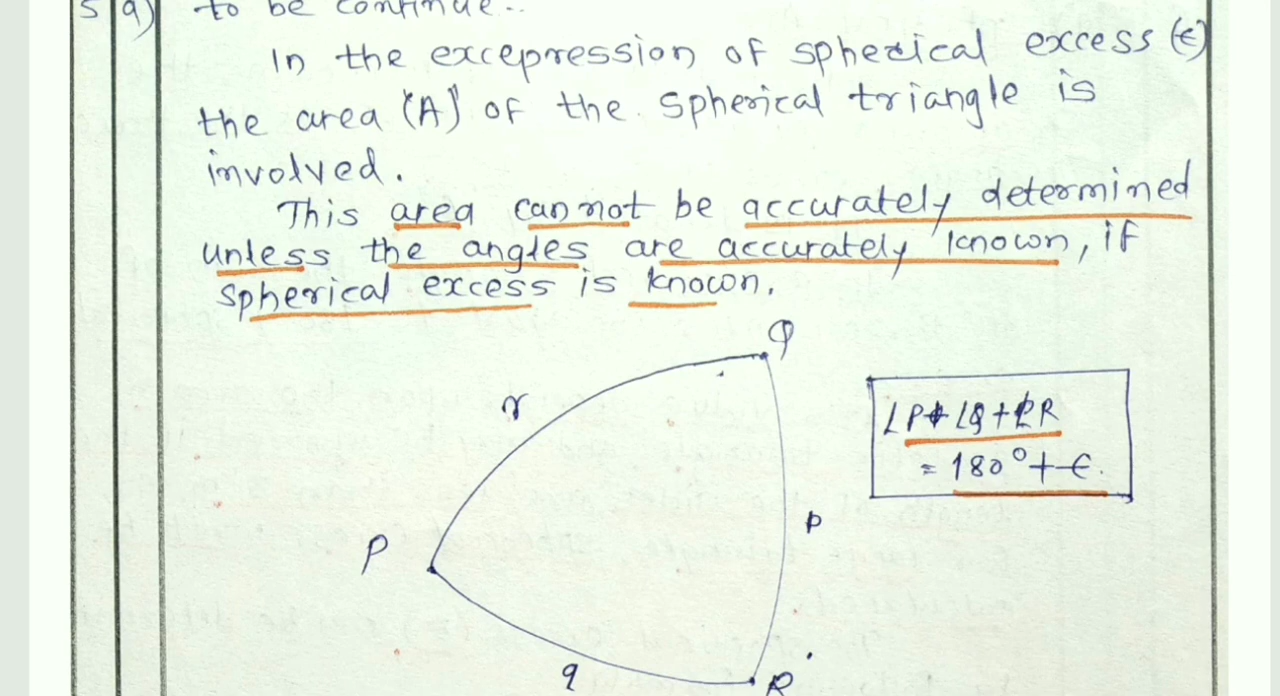 5 a) to be continue..
In the excepression of spherical excess (ϵ)
the area (A) of the spherical triangle is
involved.
This area can not be accurately determined
unless the angles are accurately known, if
spherical excess is known.
Q
r
∠P+∠Q+∠R
= 180°+ϵ.
p
P
q
R